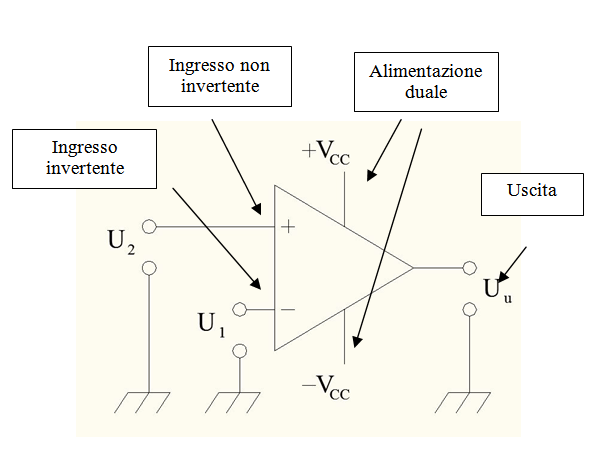 Ingresso non
invertente
Alimentazione
duale
Ingresso
invertente
+VCC
Uscita
U2
+
Uu
U1
−
−VCC